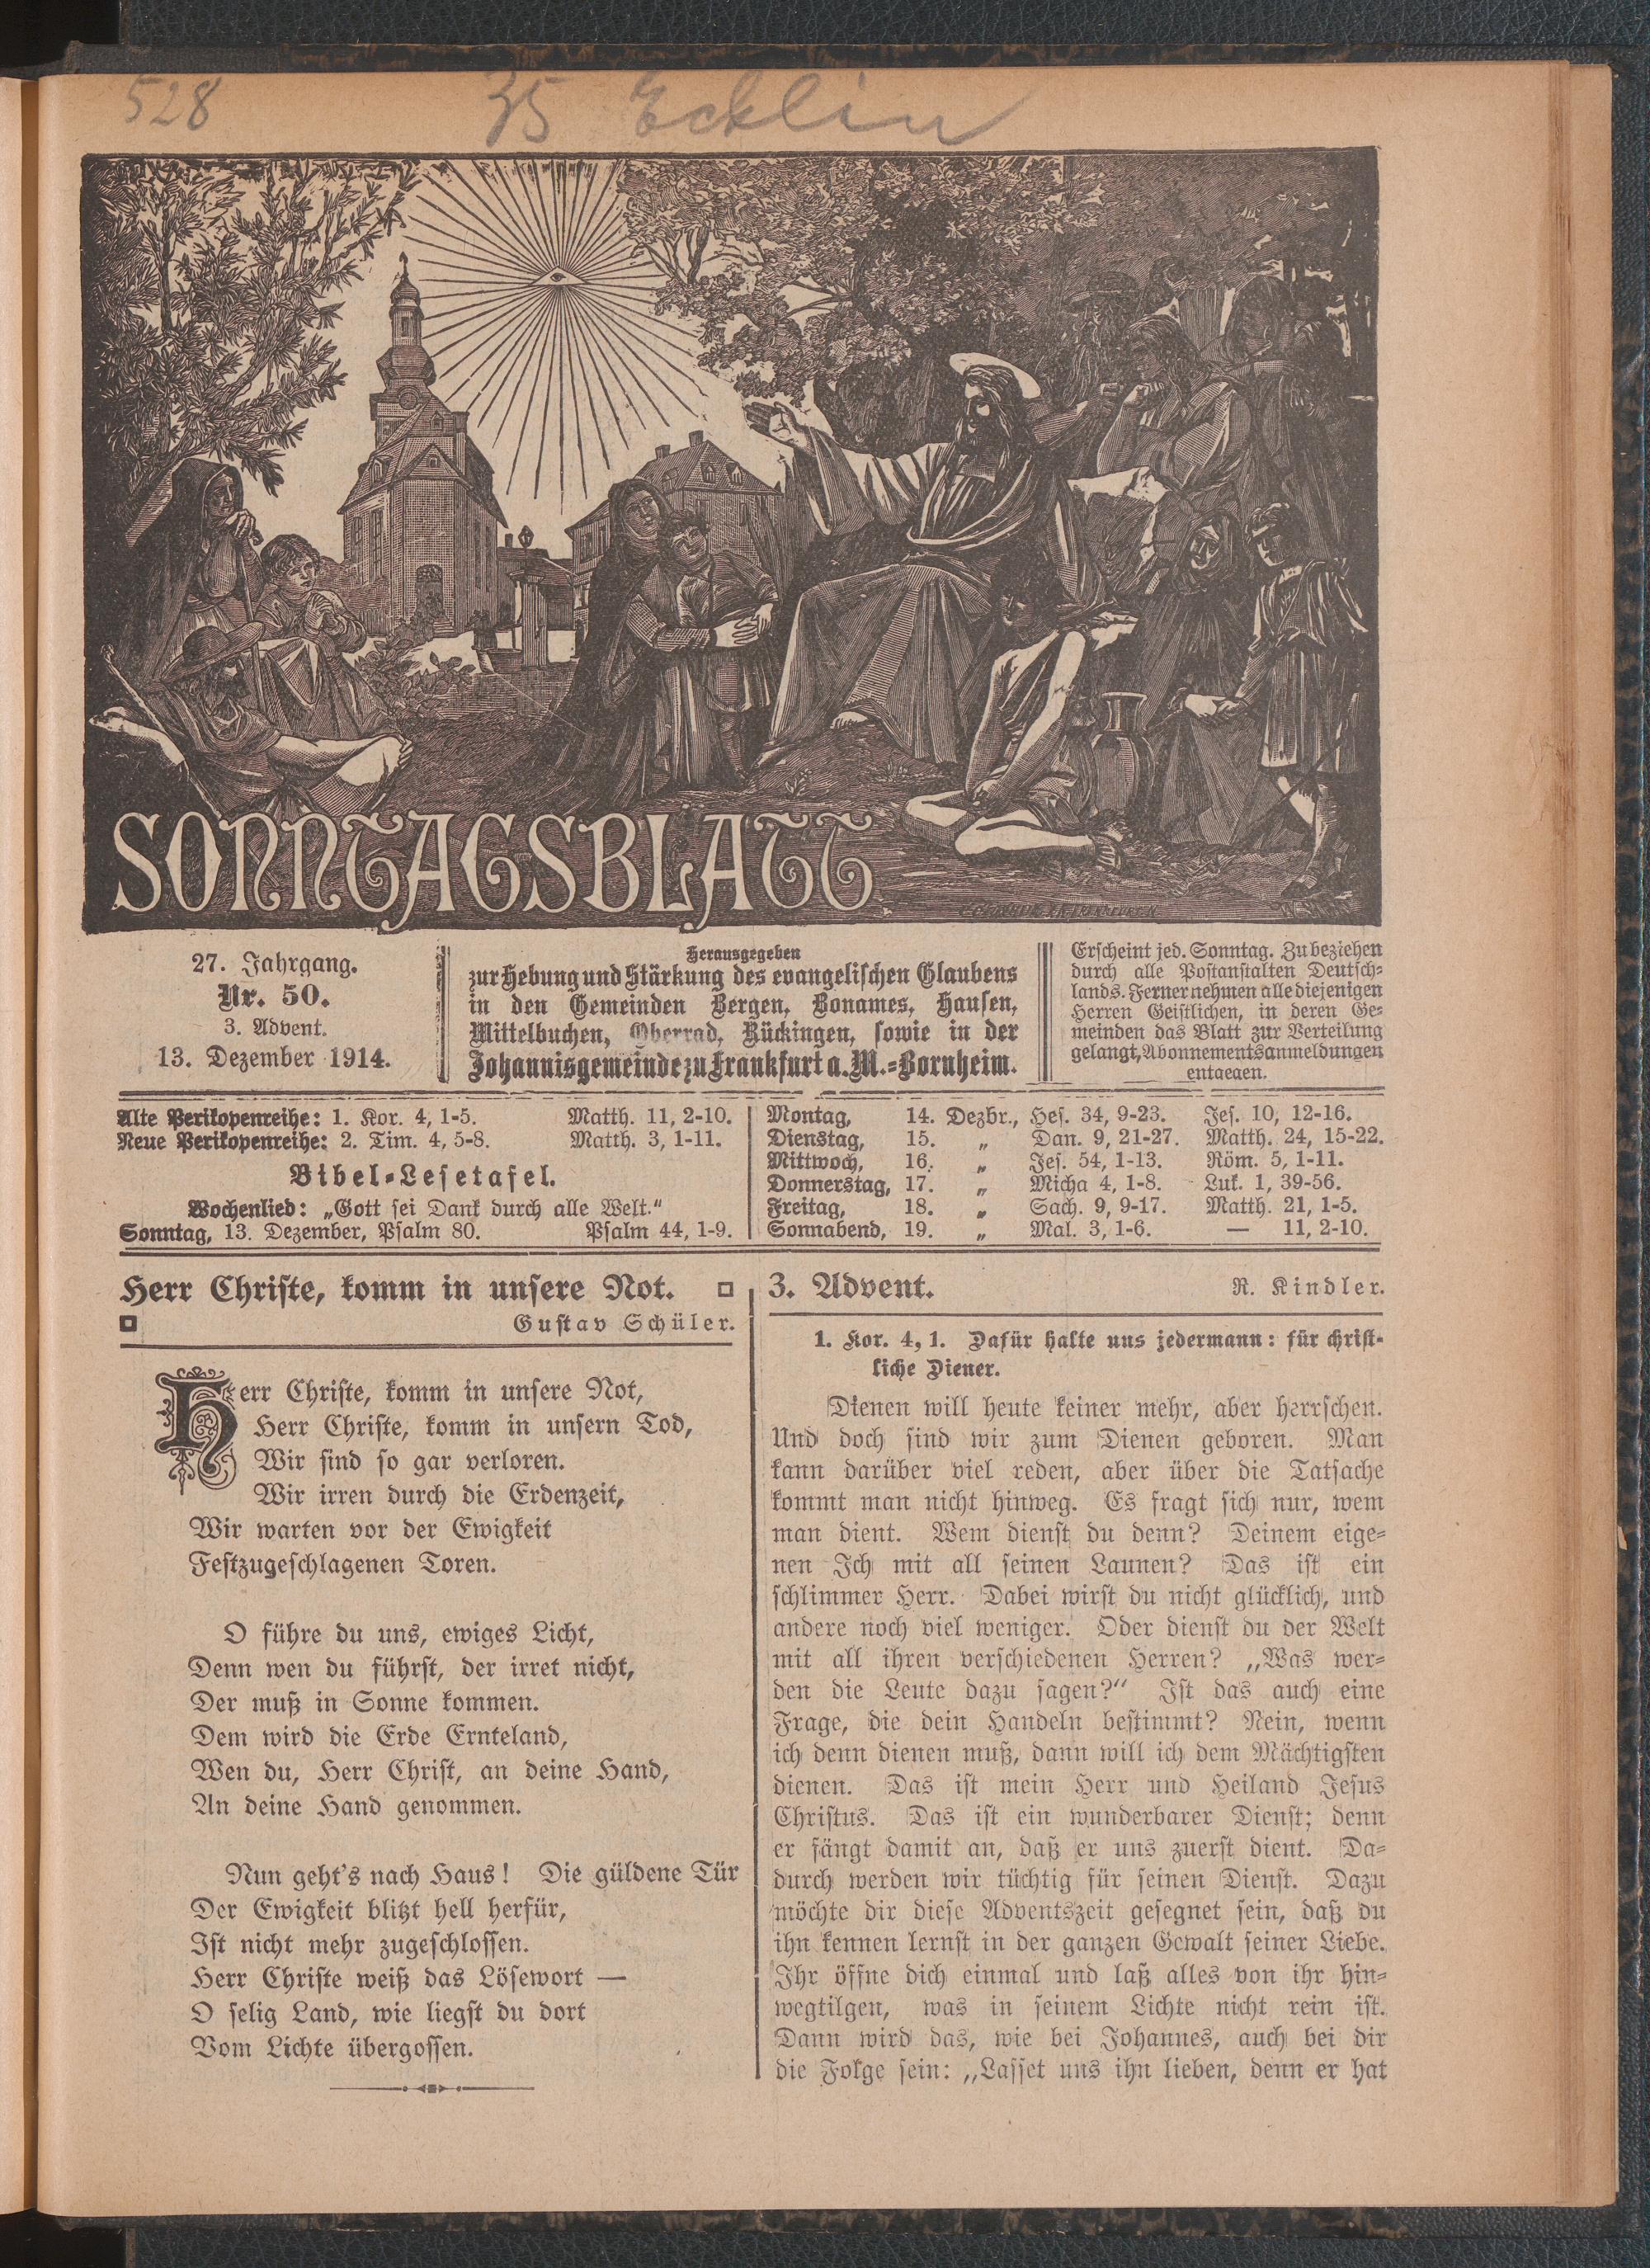 528 35 Ecklin
SONNTAGSBLATT
27. Jahrgang.
Nr. 50.
3. Advent.
13. Dezember 1914.
Herausgegeben
zur Hebung und Stärkung des evangelischen Glaubens
in den Gemeinden Bergen, Bonames, Hausen,
Mittelbuchen, Oberrad, Rückingen, sowie in der
Johannisgemeinde zu Frankfurt a. M.-Bornheim.
Erscheint jed. Sonntag. Zu beziehen
durch alle Postanstalten Deutsch-
lands. Ferner nehmen alle diejenigen
Herren Geistlichen, in deren Ge-
meinden das Blatt zur Verteilung
gelangt, Abonnementsanmeldungen
entgegen.
Alte Perikopenreihe: 1. Kor. 4, 1-5. Matth. 11, 2-10.
Neue Perikopenreihe: 2. Tim. 4, 5-8. Matth. 3, 1-11.
Bibel-Lesetafel.
Wochenlied: „Gott sei Dank durch alle Welt.“
Sonntag, 13. Dezember, Psalm 80. Psalm 44, 1-9.
Montag, 14. Dezbr., Hes. 34, 9-23. Jes. 10, 12-16.
Dienstag, 15. „ Dan. 9, 21-27. Matth. 24, 15-22.
Mittwoch, 16. „ Jes. 54, 1-13. Röm. 5, 1-11.
Donnerstag, 17. „ Micha 4, 1-8. Luk. 1, 39-56.
Freitag, 18. „ Sach. 9, 9-17. Matth. 21, 1-5.
Sonnabend, 19. „ Mal. 3, 1-6. — 11, 2-10.
Herr Christe, komm in unsere Not.
Gustav Schüler.
Herr Christe, komm in unsere Not,
Herr Christe, komm in unsern Tod,
Wir sind so gar verloren.
Wir irren durch die Erdenzeit,
Wir warten vor der Ewigkeit
Festzugeschlagenen Toren.
O führe du uns, ewiges Licht,
Denn wen du führst, der irret nicht,
Der muß in Sonne kommen.
Dem wird die Erde Ernteland,
Wen du, Herr Christ, an deine Hand,
An deine Hand genommen.
Nun geht's nach Haus! Die güldene Tür
Der Ewigkeit blitzt hell herfür,
Ist nicht mehr zugeschlossen.
Herr Christe weiß das Lösewort —
O selig Land, wie liegst du dort
Vom Lichte übergossen.
3. Advent. R. Kindler.
1. Kor. 4, 1. Dafür halte uns jedermann: für christ-
liche Diener.
Dienen will heute keiner mehr, aber herrschen.
Und doch sind wir zum Dienen geboren. Man
kann darüber viel reden, aber über die Tatsache
kommt man nicht hinweg. Es fragt sich nur, wem
man dient. Wem dienst du denn? Deinem eige-
nen Ich mit all seinen Launen? Das ist ein
schlimmer Herr. Dabei wirst du nicht glücklich, und
andere noch viel weniger. Oder dienst du der Welt
mit all ihren verschiedenen Herren? „Was wer-
den die Leute dazu sagen?“ Ist das auch eine
Frage, die dein Handeln bestimmt? Nein, wenn
ich denn dienen muß, dann will ich dem Mächtigsten
dienen. Das ist mein Herr und Heiland Jesus
Christus. Das ist ein wunderbarer Dienst; denn
er fängt damit an, daß er uns zuerst dient. Da-
durch werden wir tüchtig für seinen Dienst. Dazu
möchte dir diese Adventszeit gesegnet sein, daß du
ihn kennen lernst in der ganzen Gewalt seiner Liebe.
Ihr öffne dich einmal und laß alles von ihr hin-
wegtilgen, was in seinem Lichte nicht rein ist.
Dann wird das, wie bei Johannes, auch bei dir
die Folge sein: „Lasset uns ihn lieben, denn er hat